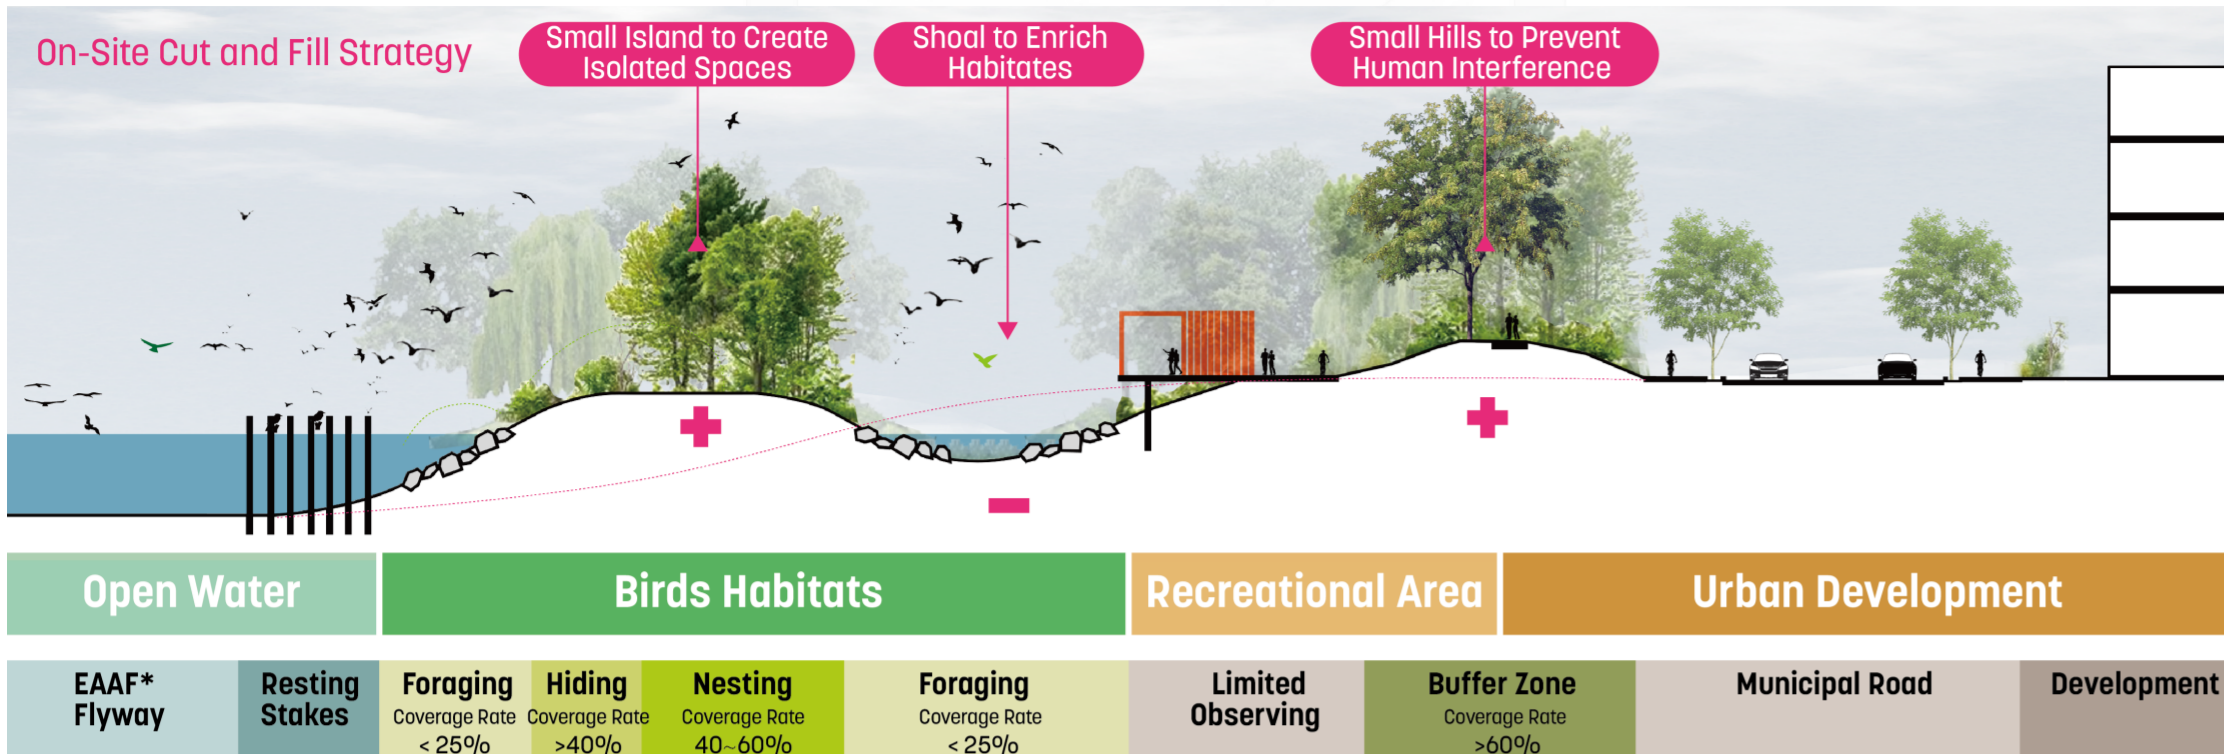 On-Site Cut and Fill Strategy
Small Island to Create
Isolated Spaces
Shoal to Enrich
Habitates
Small Hills to Prevent
Human Interference
Open Water
Birds Habitats
Recreational Area
Urban Development
EAAF*
Flyway
Resting
Stakes
Foraging
Coverage Rate
< 25%
Hiding
Coverage Rate
>40%
Nesting
Coverage Rate
40~60%
Foraging
Coverage Rate
< 25%
Limited
Observing
Buffer Zone
Coverage Rate
>60%
Municipal Road
Development